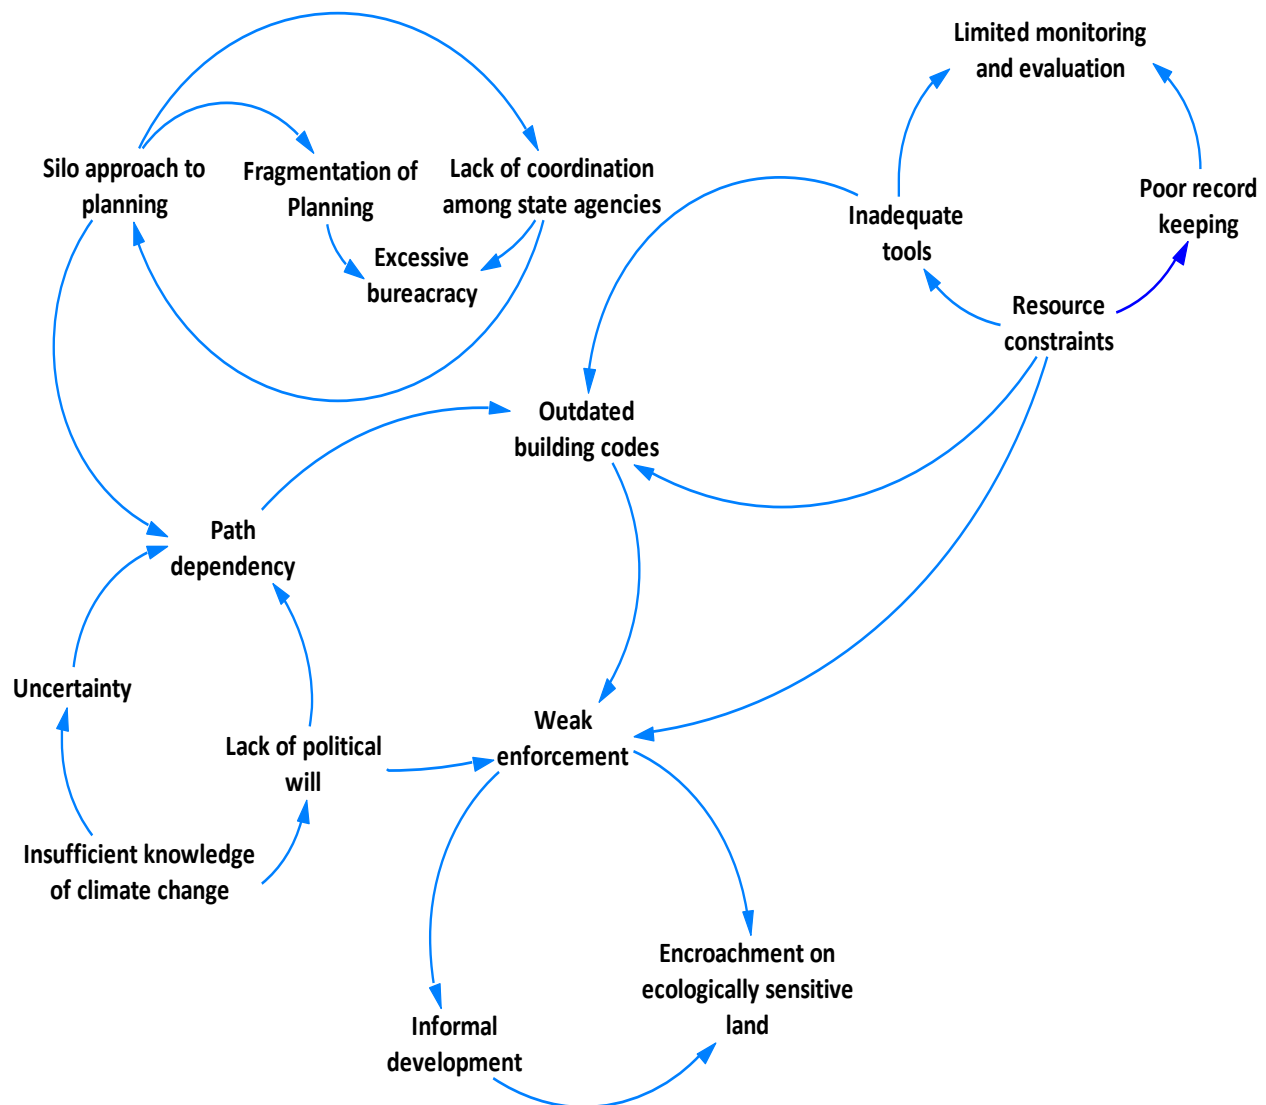 Limited monitoring
and evaluation
Silo approach to
planning
Fragmentation of
Planning
Lack of coordination
among state agencies
Excessive
bureacracy
Inadequate
tools
Poor record
keeping
Resource
constraints
Outdated
building codes
Path
dependency
Uncertainty
Lack of political
will
Weak
enforcement
Insufficient knowledge
of climate change
Encroachment on
ecologically sensitive
land
Informal
development